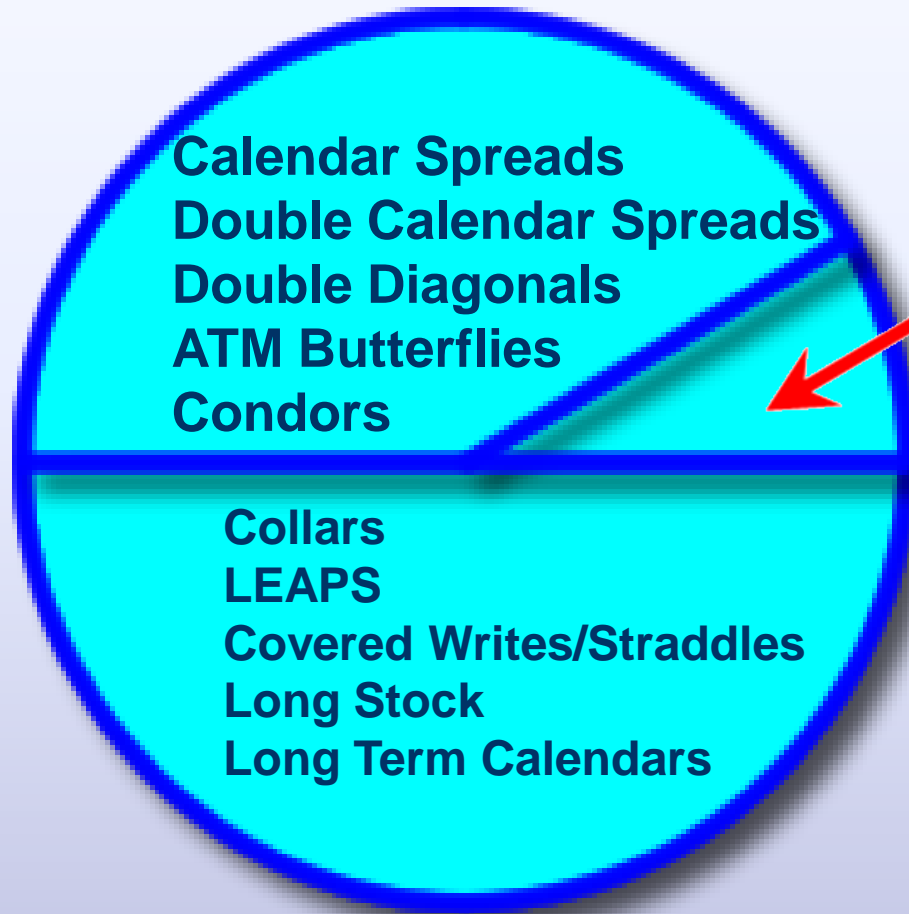 Calendar Spreads
Double Calendar Spreads
Double Diagonals
ATM Butterflies
Condors
Collars
LEAPS
Covered Writes/Straddles
Long Stock
Long Term Calendars